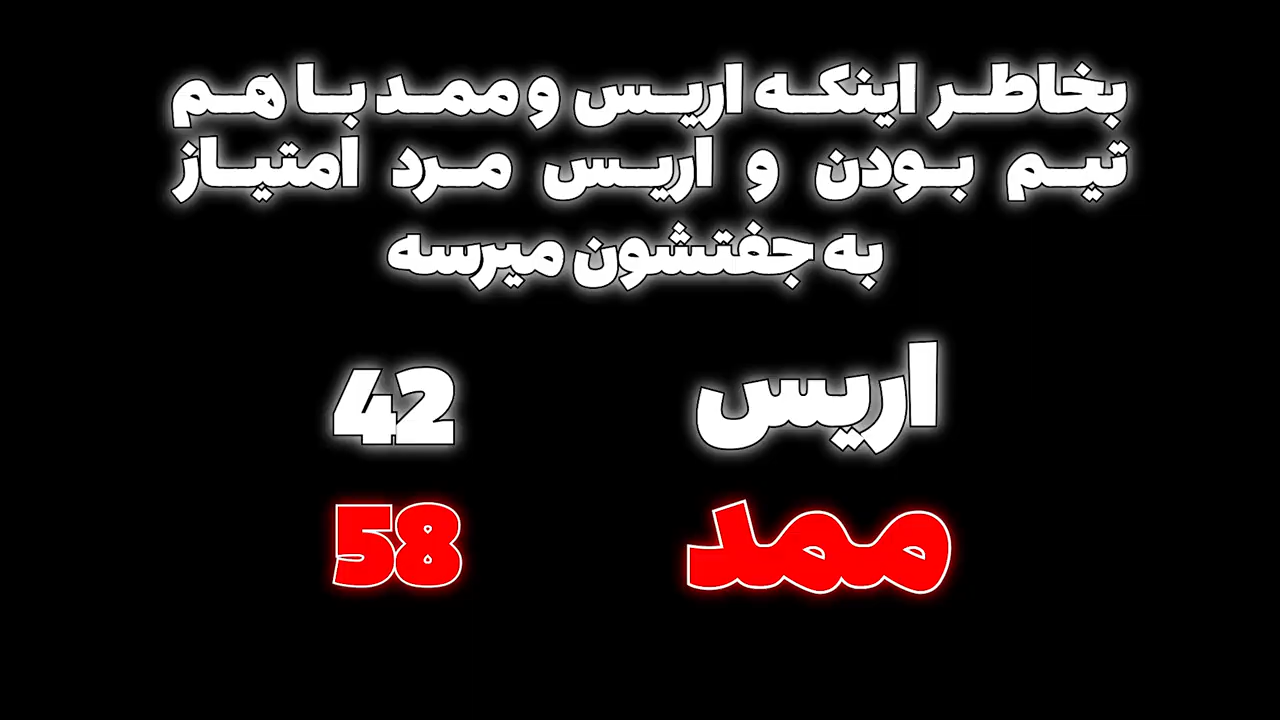 بخاطر اینکه اریس و ممد با هم
تیم بودن و اریس مرد امتیاز
به جفتشون میرسه
اریس 42
ممد 58